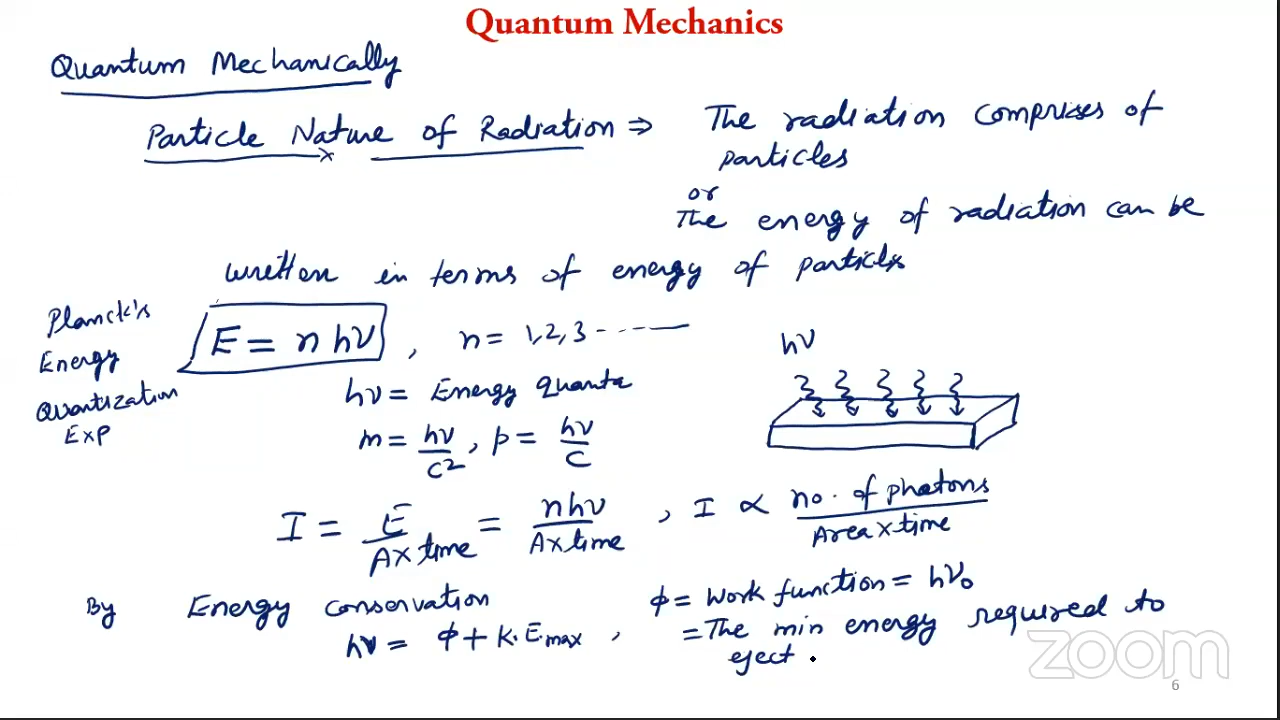 Quantum Mechanics
Quantum Mechanically
Particle Nature of Radiation ⇒ The radiation comprises of
particles
or
The energy of radiation can be
written in terms of energy of particles
Planck's
Energy
Quantization
Exp
E = n hν , n = 1, 2, 3 -----
hν
hν = Energy quanta
m = hν/c² , p = hν/c
I = E/A×time = nhν/A×time , I ∝ no. of photons/Area×time
By Energy conservation
hν = ϕ + K.Emax ,
ϕ = Work function = hν₀
= The min energy required to
eject
zoom
6